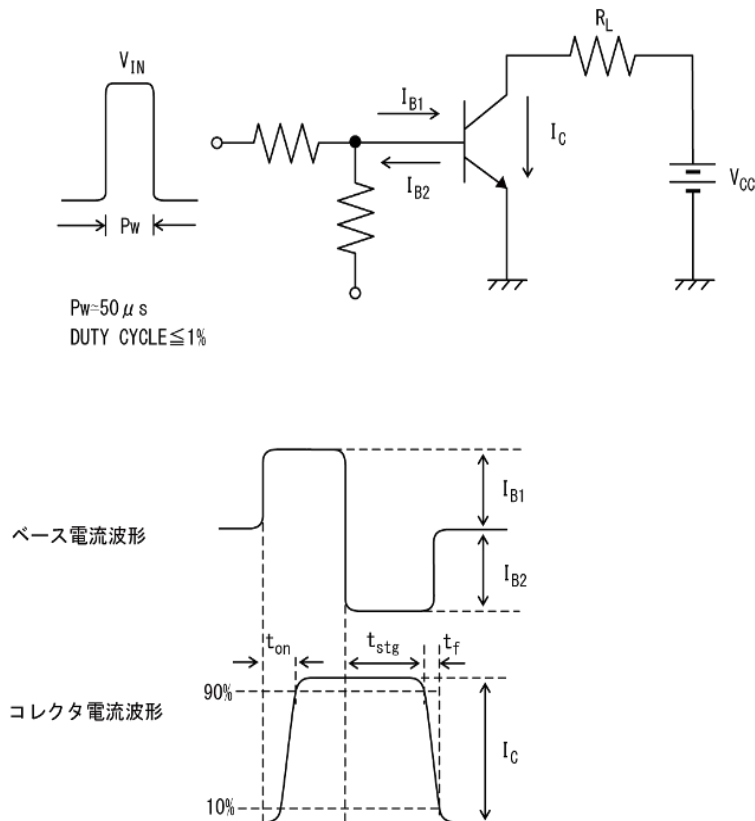 V_IN
Pw
Pw≃50μs
DUTY CYCLE≦1%
I_B1
I_B2
R_L
I_C
V_CC
ベース電流波形
I_B1
I_B2
t_on
t_stg
t_f
90%
コレクタ電流波形
I_C
10%